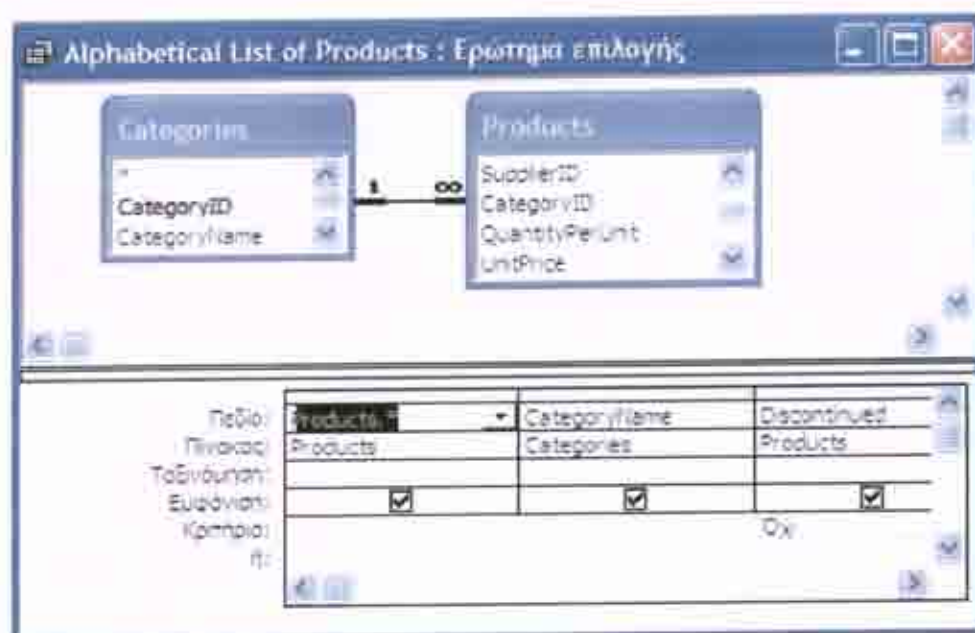 Alphabetical List of Products : Ερώτημα επιλογής
Categories
*
CategoryID
CategoryName
1 ∞
Products
SupplierID
CategoryID
QuantityPerUnit
UnitPrice
Πεδίο: Products.* CategoryName Discontinued
Πίνακας: Products Categories Products
Ταξινόμηση:
Εμφάνιση:
Κριτήρια: Όχι
ή: